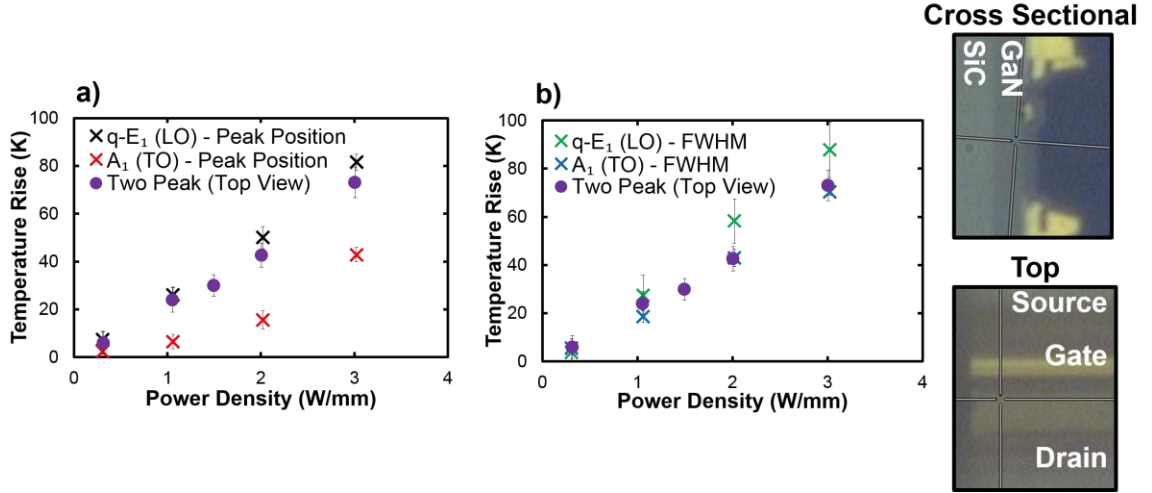 Cross Sectional
SiC
GaN
a)
100
80
60
40
20
0
Temperature Rise (K)
q-E₁ (LO) - Peak Position
A₁ (TO) - Peak Position
Two Peak (Top View)
0 1 2 3 4
Power Density (W/mm)
b)
100
80
60
40
20
0
Temperature Rise (K)
q-E₁ (LO) - FWHM
A₁ (TO) - FWHM
Two Peak (Top View)
0 1 2 3 4
Power Density (W/mm)
Top
Source
Gate
Drain